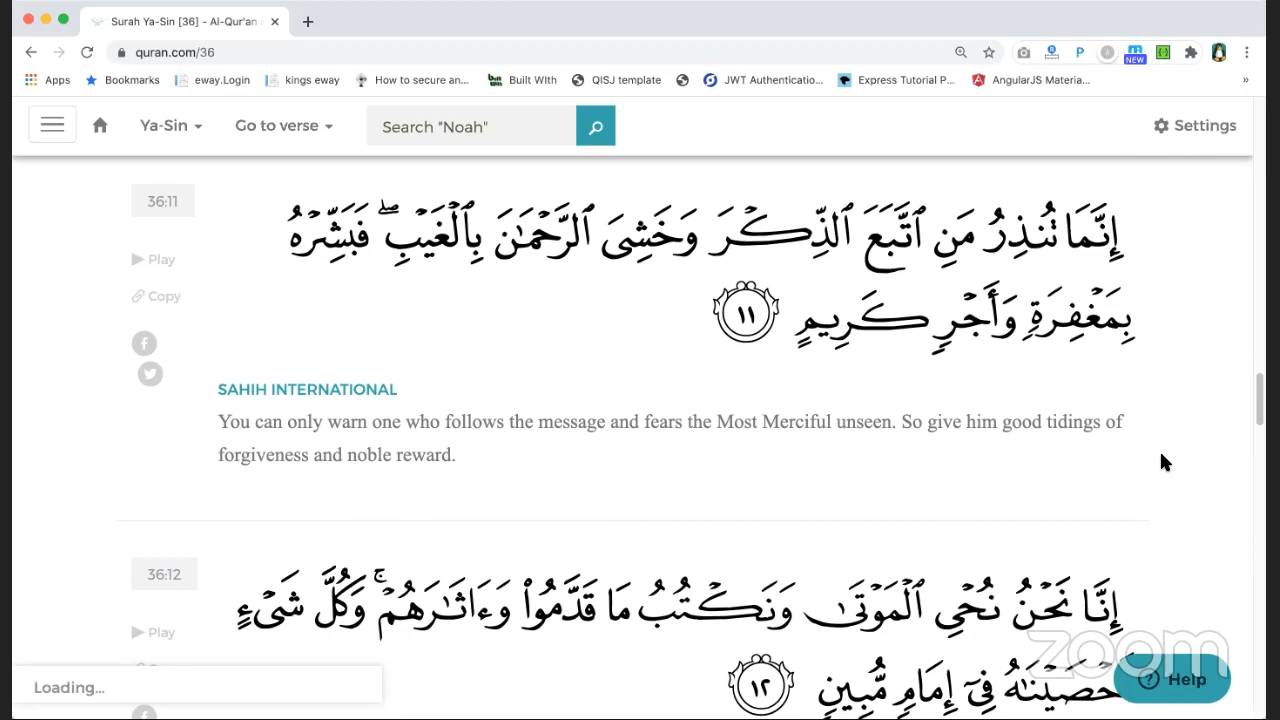 Surah Ya-Sin [36] - Al-Qur'an
quran.com/36
NEW
Apps Bookmarks eway.Login kings eway How to secure an... Built With QISJ template JWT Authenticatio... Express Tutorial P... AngularJS Materia... »
Ya-Sin Go to verse Search "Noah" Settings
36:11
إِنَّمَا تُنذِرُ مَنِ ٱتَّبَعَ ٱلذِّكْرَ وَخَشِىَ ٱلرَّحْمَـٰنَ بِٱلْغَيْبِ ۖ فَبَشِّرْهُ
Play
بِمَغْفِرَةٍ وَأَجْرٍ كَرِيمٍ ١١
Copy
SAHIH INTERNATIONAL
You can only warn one who follows the message and fears the Most Merciful unseen. So give him good tidings of
forgiveness and noble reward.
36:12
إِنَّا نَحْنُ نُحْىِ ٱلْمَوْتَىٰ وَنَكْتُبُ مَا قَدَّمُوا۟ وَءَاثَـٰرَهُمْ ۚ وَكُلَّ شَىْءٍ
Play
zoom
فِىٓ إِمَامٍ مُّبِينٍ ١٢
Loading...
Help